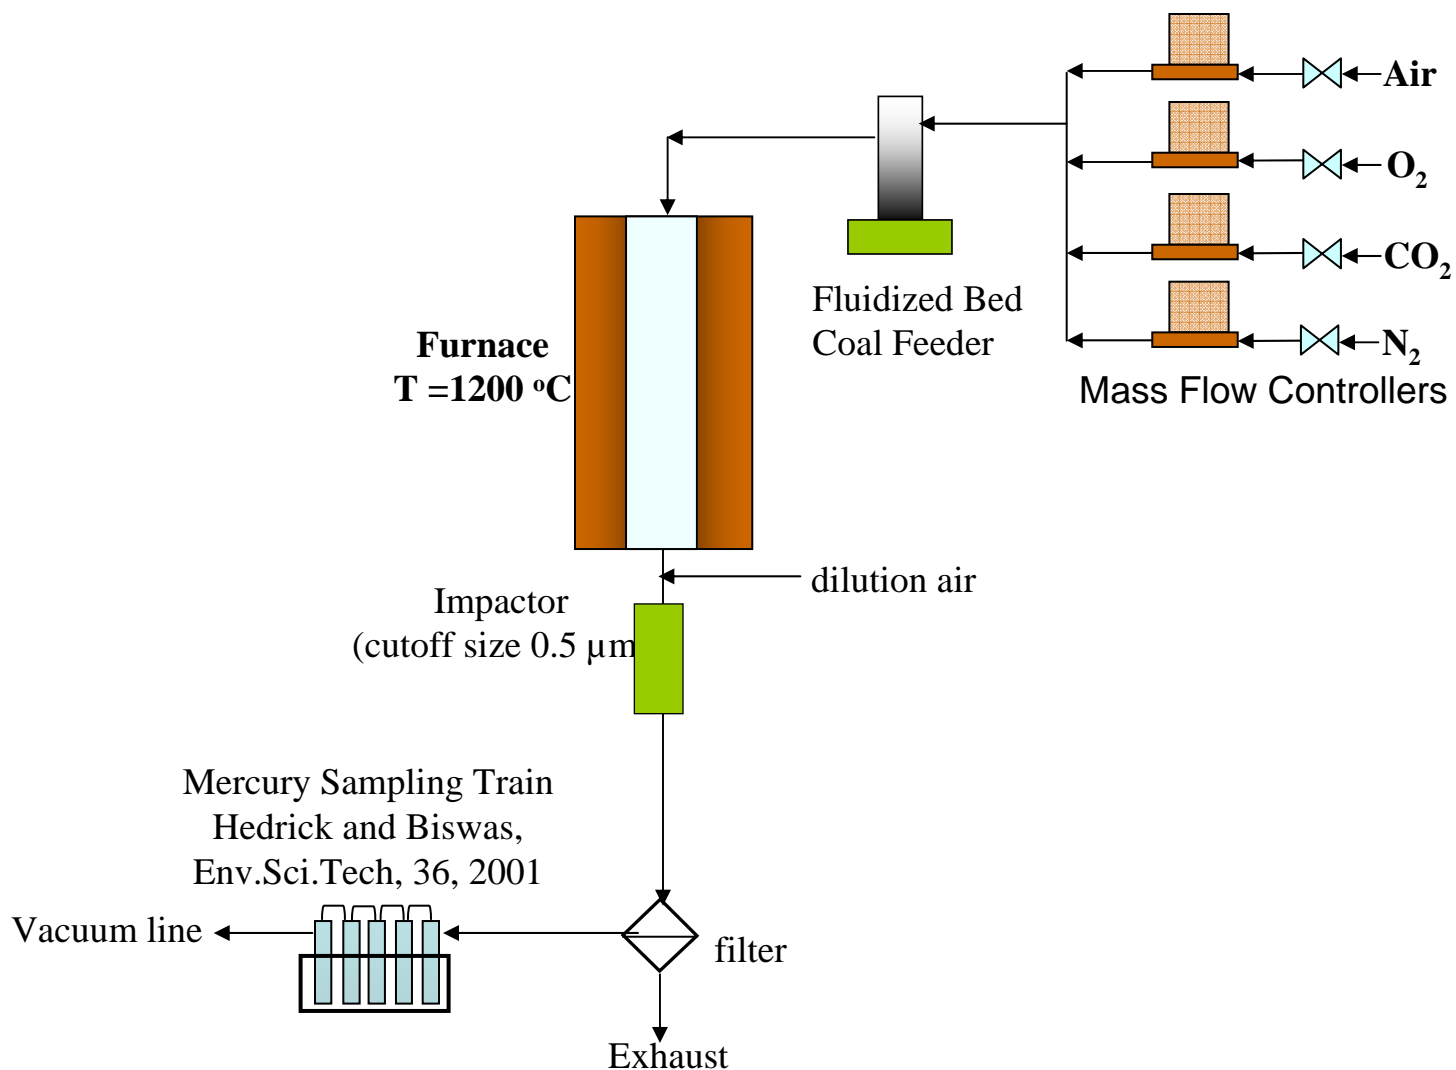 Air
O₂
CO₂
N₂
Mass Flow Controllers
Fluidized Bed
Coal Feeder
Furnace
T =1200 ºC
dilution air
Impactor
(cutoff size 0.5 µm
Mercury Sampling Train
Hedrick and Biswas,
Env.Sci.Tech, 36, 2001
Vacuum line
filter
Exhaust